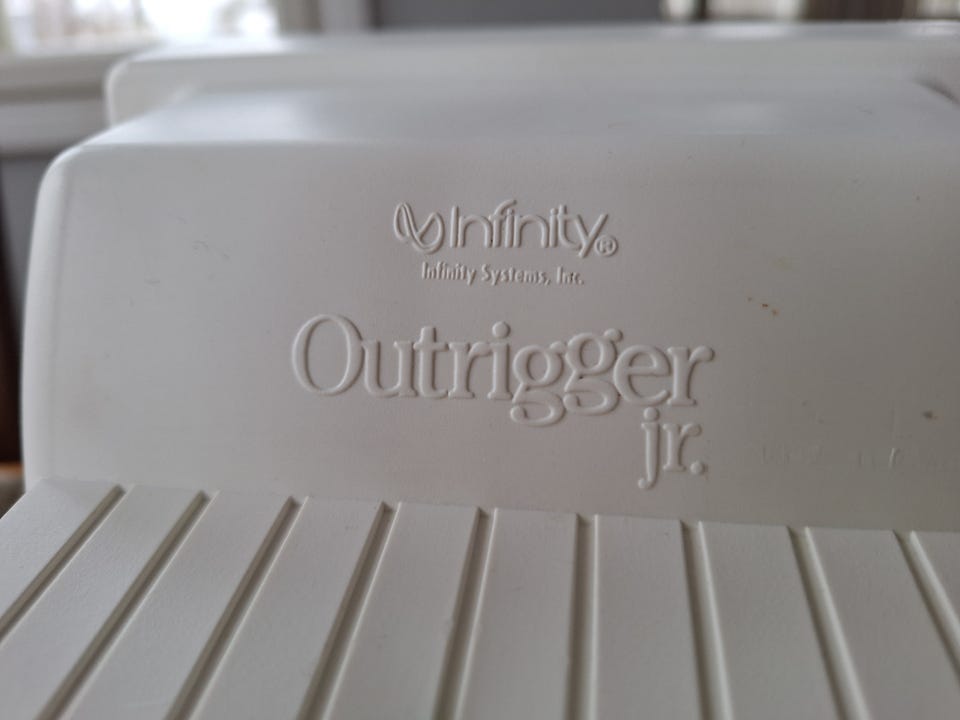 Infinity®
Infinity Systems, Inc.
Outrigger
jr.